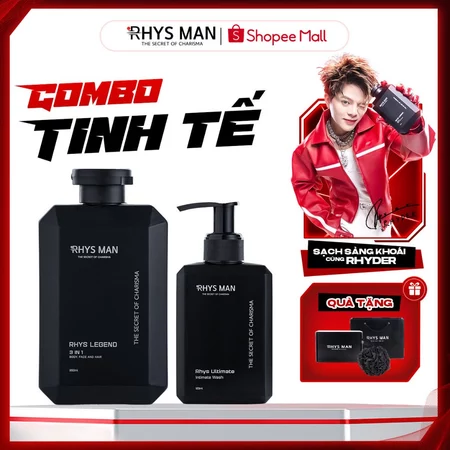 RHYS MAN
THE SECRET OF CHARISMA
Shopee Mall
COMBO
TINH TẾ
RHYS MAN
THE SECRET OF CHARISMA
THE SECRET OF CHARISMA
RHYS LEGEND
3 IN 1
BODY, FACE AND HAIR
RHYS MAN
THE SECRET OF CHARISMA
THE SECRET OF CHARISMA
Rhys Ultimate
Intimate Wash
SẠCH SẢNG KHOÁI
CÙNG RHYDER
QUÀ TẶNG
RHYS MAN